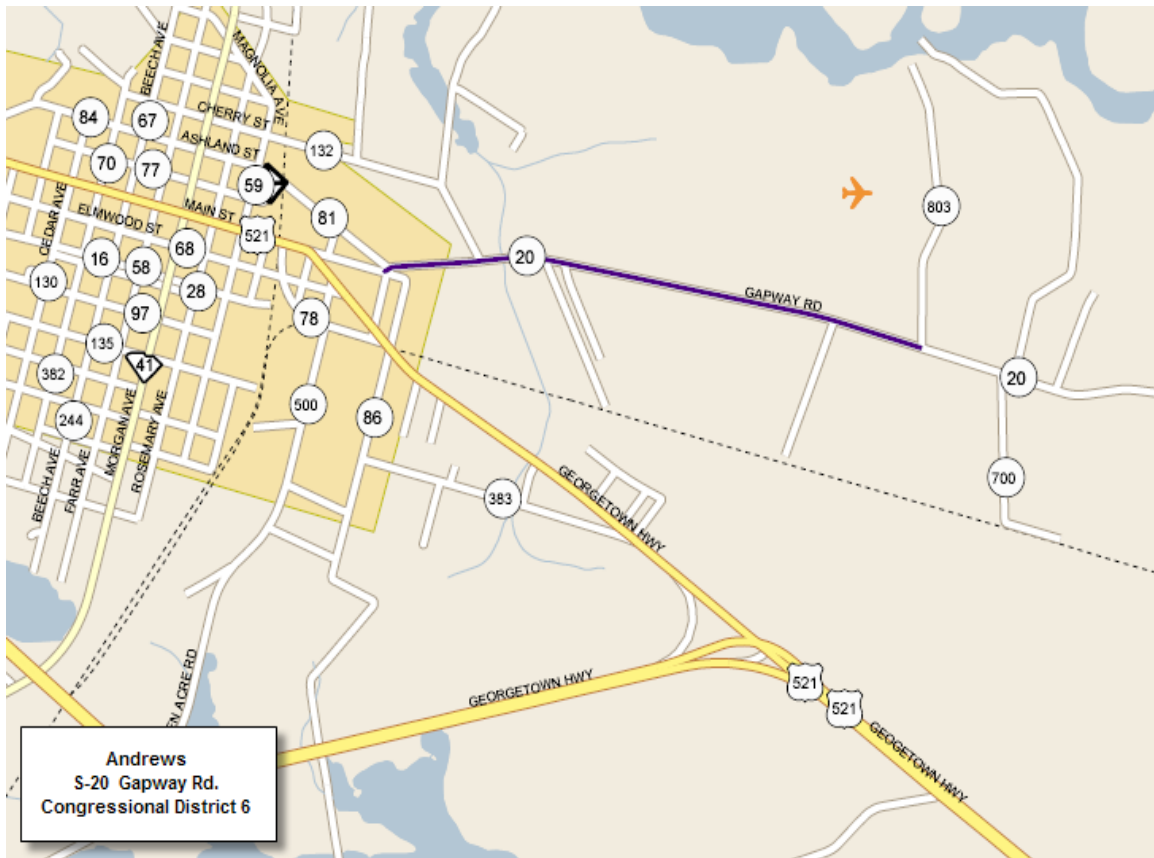 MAGNOLIA AVE
BEECH AVE
CHERRY ST
84
67
ASHLAND ST
132
70
77
59
803
CEDAR AVE
MAIN ST
ELMWOOD ST
81
521
68
16
58
20
130
28
GAPWAY RD
97
78
135
41
382
20
500
86
244
MORGAN AVE
ROSEMARY AVE
BEECH AVE
FARR AVE
700
383
GEORGETOWN HWY
EN ACRE RD
GEORGETOWN HWY
521
521
GEOGETOWN HWY
Andrews
S-20 Gapway Rd.
Congressional District 6